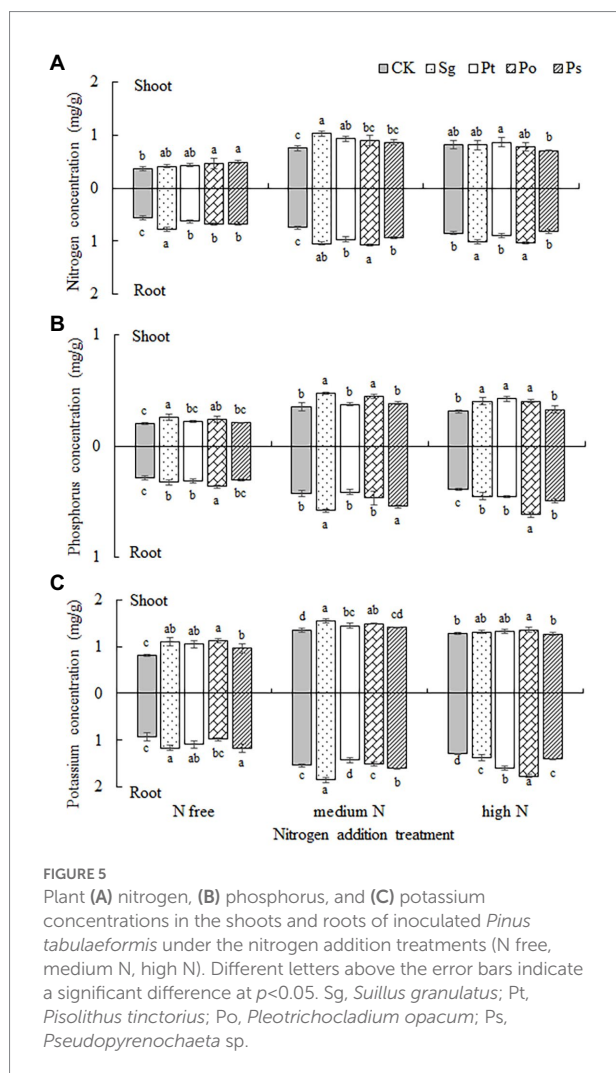 A
CK Sg Pt Po Ps
2
Shoot
1
0
1
2
Root
Nitrogen concentration (mg/g)
b ab ab a a
c a b b b
c a ab bc bc
c ab b a b
ab ab a ab b
b a b a b
B
1
Shoot
0
1
Root
Phosphorus concentration (mg/g)
c a bc ab bc
c b b a bc
b a b a b
b a b b a
b a a a b
c b b a b
C
2
Shoot
1
0
1
2
Root
Potassium concentration (mg/g)
c ab ab a b
c a ab bc a
d a bc ab cd
c a d c b
b ab ab a b
d c b a c
N free medium N high N
Nitrogen addition treatment
FIGURE 5
Plant (A) nitrogen, (B) phosphorus, and (C) potassium
concentrations in the shoots and roots of inoculated Pinus
tabulaeformis under the nitrogen addition treatments (N free,
medium N, high N). Different letters above the error bars indicate
a significant difference at p<0.05. Sg, Suillus granulatus; Pt,
Pisolithus tinctorius; Po, Pleotrichocladium opacum; Ps,
Pseudopyrenochaeta sp.